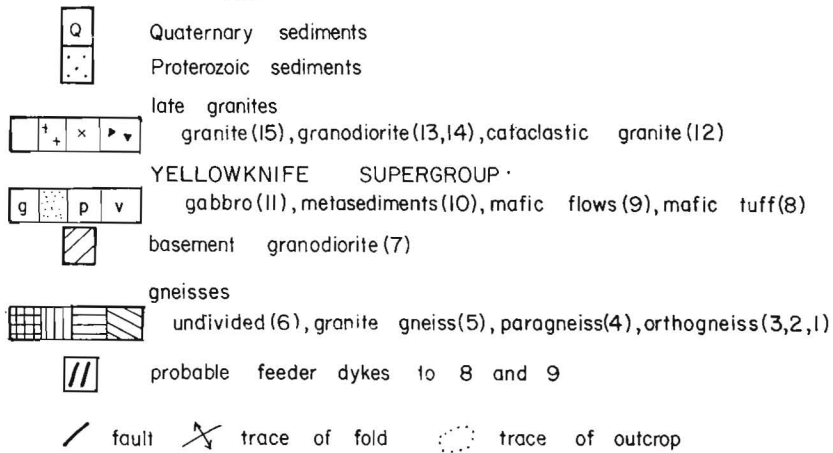 Q Quaternary sediments
Proterozoic sediments
late granites
granite(15), granodiorite(13,14), cataclastic granite(12)
YELLOWKNIFE SUPERGROUP
g p v gabbro(11), metasediments(10), mafic flows(9), mafic tuff(8)
basement granodiorite(7)
gneisses
undivided(6), granite gneiss(5), paragneiss(4), orthogneiss(3,2,1)
probable feeder dykes to 8 and 9
fault trace of fold trace of outcrop